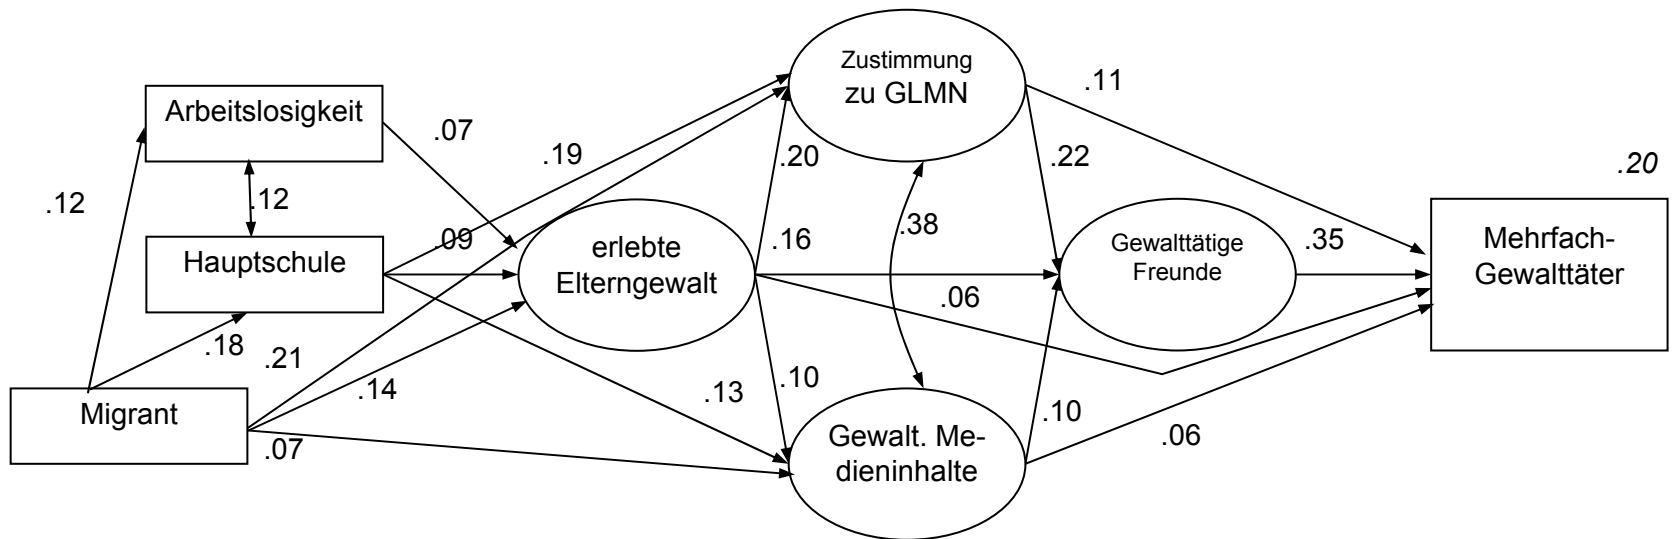 Zustimmung
zu GLMN
.11
Arbeitslosigkeit
.07
.19
.20
.22
.20
.12
.12
.38
.09
erlebte
Elterngewalt
.16
Gewalttätige
Freunde
.35
Mehrfach-
Gewalttäter
Hauptschule
.06
.18
.21
.14
.13
.10
.10
.06
Migrant
.07
Gewalt. Me-
dieninhalte